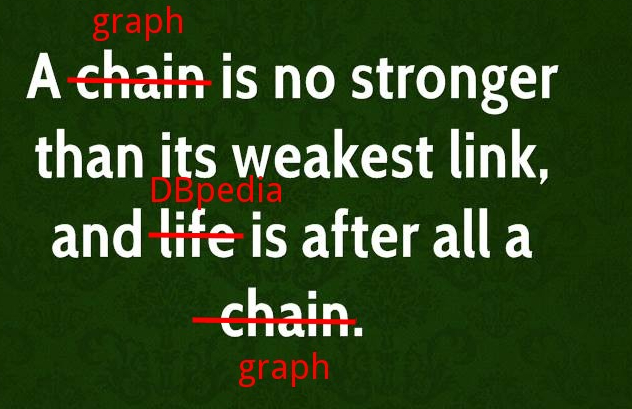 graph
A chain is no stronger
than its weakest link,
DBpedia
and life is after all a
chain.
graph